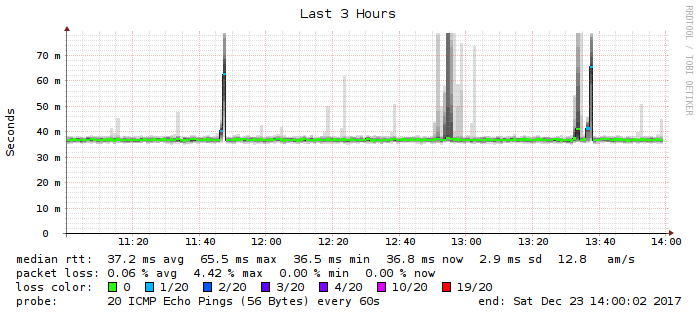 Last 3 Hours
RRDTOOL / TOBI OETIKER
Seconds
70 m
60 m
50 m
40 m
30 m
20 m
10 m
0
11:20 11:40 12:00 12:20 12:40 13:00 13:20 13:40 14:00
median rtt: 37.2 ms avg 65.5 ms max 36.5 ms min 36.8 ms now 2.9 ms sd 12.8 am/s
packet loss: 0.06 % avg 4.42 % max 0.00 % min 0.00 % now
loss color: 0 1/20 2/20 3/20 4/20 10/20 19/20
probe: 20 ICMP Echo Pings (56 Bytes) every 60s end: Sat Dec 23 14:00:02 2017